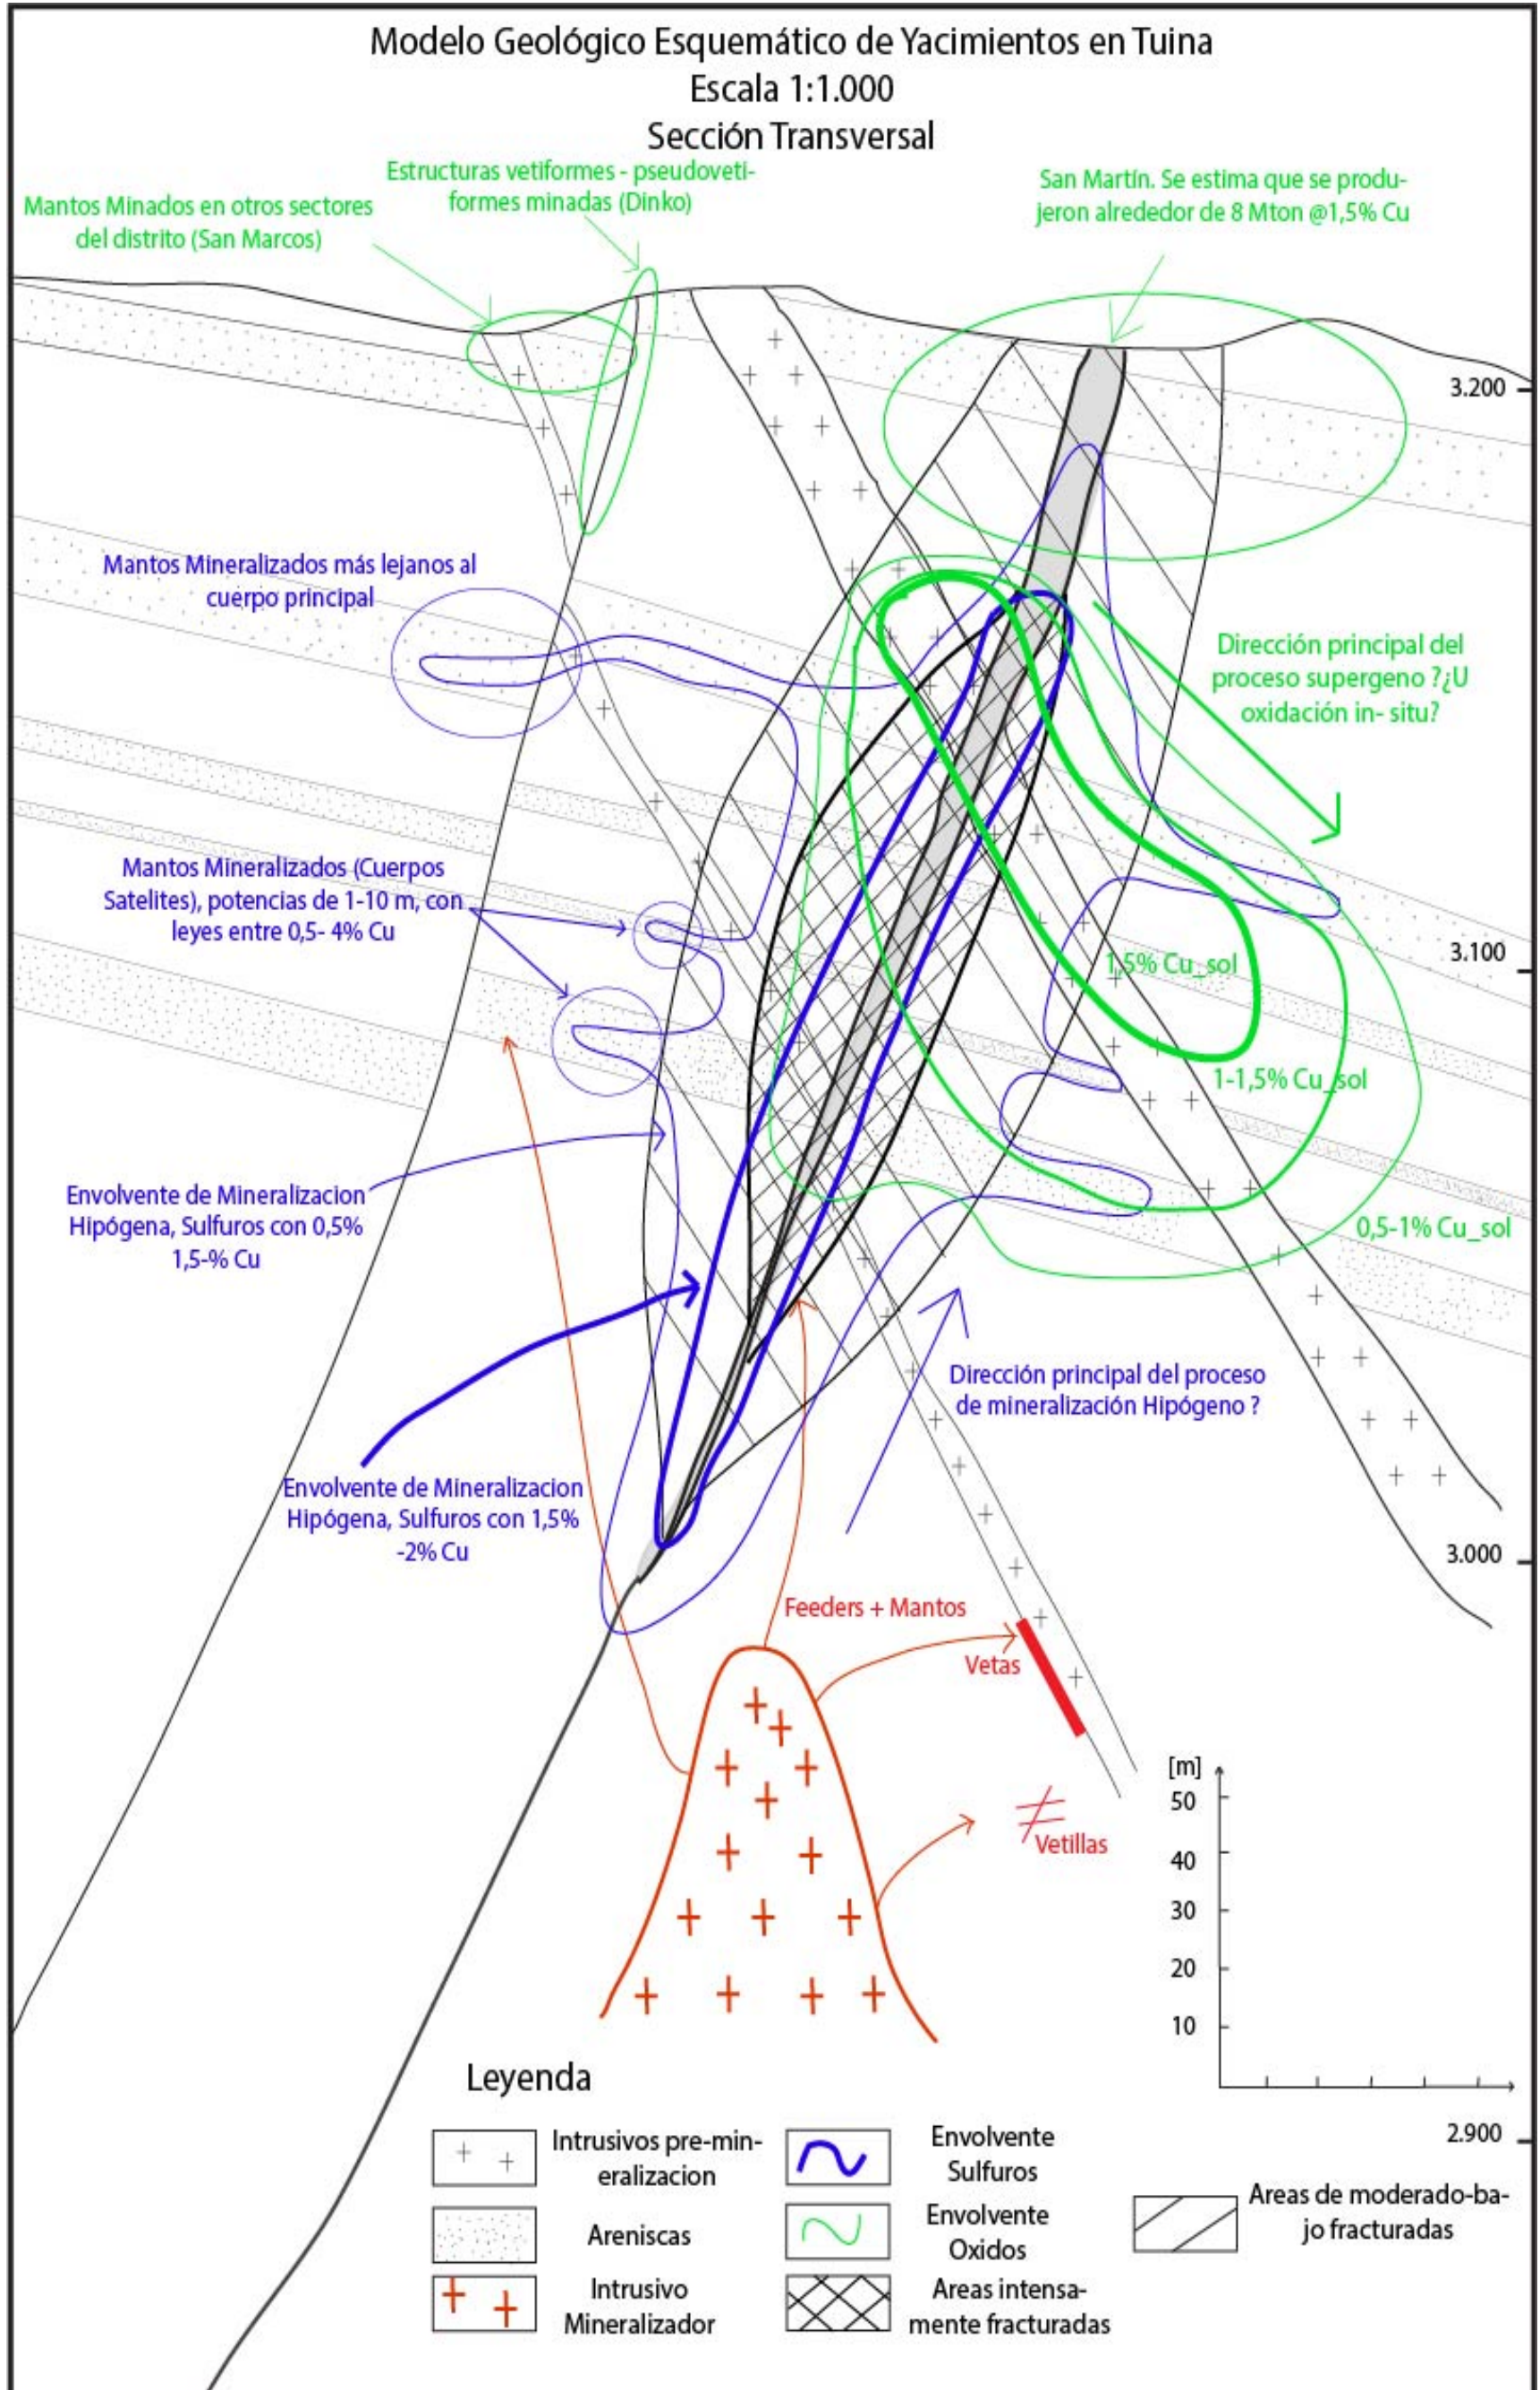 Modelo Geológico Esquemático de Yacimientos en Tuina
Escala 1:1.000
Sección Transversal
Estructuras vetiformes - pseudoveti-
formes minadas (Dinko)
Mantos Minados en otros sectores
del distrito (San Marcos)
San Martín. Se estima que se produ-
jeron alrededor de 8 Mton @1,5% Cu
3.200
Mantos Mineralizados más lejanos al
cuerpo principal
Dirección principal del
proceso supergeno ?¿U
oxidación in- situ?
Mantos Mineralizados (Cuerpos
Satelites), potencias de 1-10 m, con
leyes entre 0,5- 4% Cu
3.100
1,5% Cu_sol
1-1,5% Cu_sol
0,5-1% Cu_sol
Envolvente de Mineralizacion
Hipógena, Sulfuros con 0,5%
1,5-% Cu
Dirección principal del proceso
de mineralización Hipógeno ?
Envolvente de Mineralizacion
Hipógena, Sulfuros con 1,5%
-2% Cu
3.000
Feeders + Mantos
Vetas
Vetillas
[m]
50
40
30
20
10
2.900
Leyenda
Intrusivos pre-min-
eralizacion
Areniscas
Intrusivo
Mineralizador
Envolvente
Sulfuros
Envolvente
Oxidos
Areas intensa-
mente fracturadas
Areas de moderado-ba-
jo fracturadas